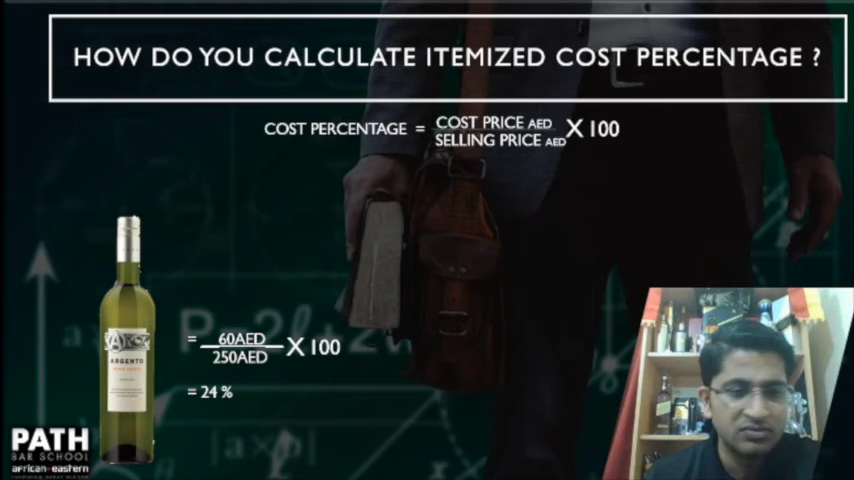 HOW DO YOU CALCULATE ITEMIZED COST PERCENTAGE ?
COST PERCENTAGE = COST PRICE AED
SELLING PRICE AED X 100
= 60AED
250AED X 100
= 24 %
ARGENTO
PATH
BAR SCHOOL
african+eastern